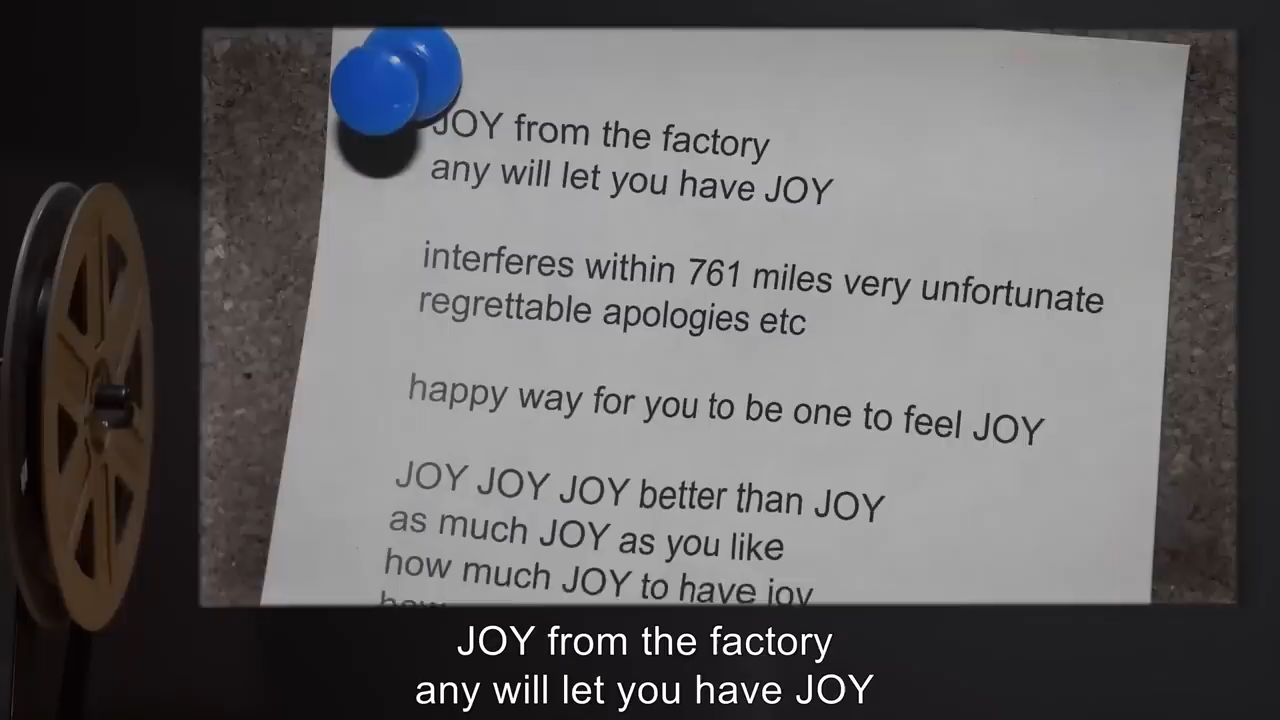 JOY from the factory
any will let you have JOY
interferes within 761 miles very unfortunate
regrettable apologies etc
happy way for you to be one to feel JOY
JOY JOY JOY better than JOY
as much JOY as you like
how much JOY to have joy
JOY from the factory
any will let you have JOY